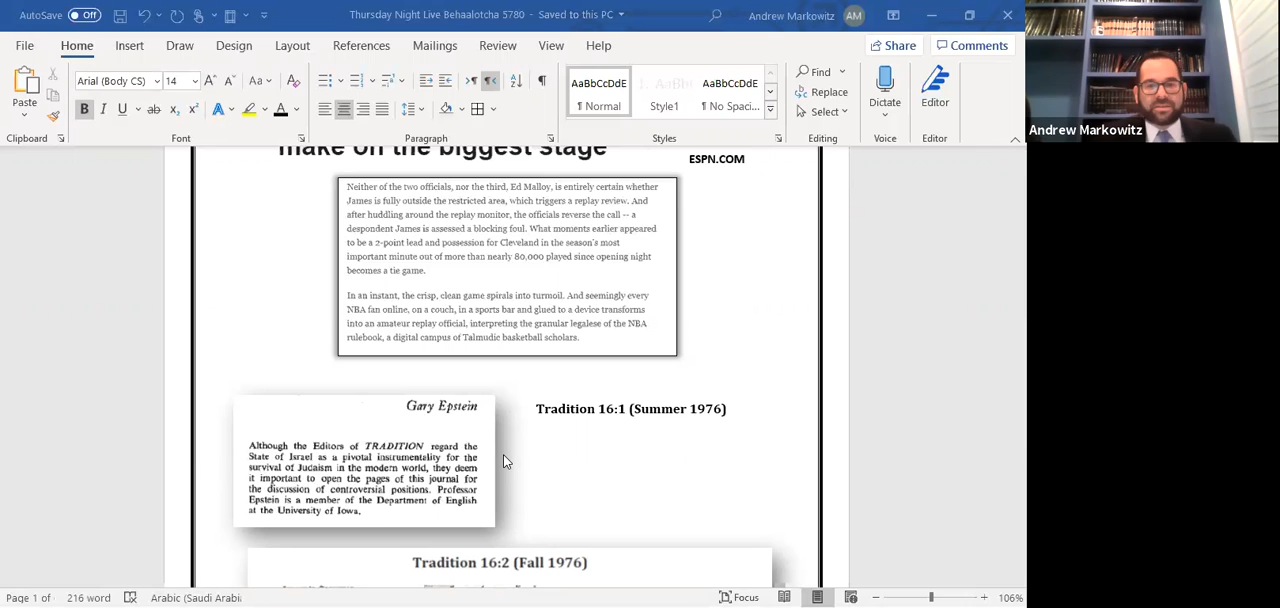 AutoSave Off
Thursday Night Live Behaalotcha 5780 - Saved to this PC
Andrew Markowitz AM
File Home Insert Draw Design Layout References Mailings Review View Help
Share Comments
Paste
Arial (Body CS) 14
Aa
B I U ab x₂ x² A A
AaBbCcDdE AaBbCcDdE
¶ Normal Style1 ¶ No Spaci...
Find
Replace
Select
Dictate
Editor
Clipboard Font Paragraph Styles Editing Voice Editor
Andrew Markowitz
make on the biggest stage
ESPN.COM
Neither of the two officials, nor the third, Ed Malloy, is entirely certain whether
James is fully outside the restricted area, which triggers a replay review. And
after huddling around the replay monitor, the officials reverse the call -- a
despondent James is assessed a blocking foul. What moments earlier appeared
to be a 2-point lead and possession for Cleveland in the season's most
important minute out of more than nearly 80,000 played since opening night
becomes a tie game.
In an instant, the crisp, clean game spirals into turmoil. And seemingly every
NBA fan online, on a couch, in a sports bar and glued to a device transforms
into an amateur replay official, interpreting the granular legalese of the NBA
rulebook, a digital campus of Talmudic basketball scholars.
Gary Epstein
Tradition 16:1 (Summer 1976)
Although the Editors of TRADITION regard the
State of Israel as a pivotal instrumentality for the
survival of Judaism in the modern world, they deem
it important to open the pages of this journal for
the discussion of controversial positions. Professor
Epstein is a member of the Department of English
at the University of Iowa.
Tradition 16:2 (Fall 1976)
Page 1 of 216 word Arabic (Saudi Arabi
Focus
106%